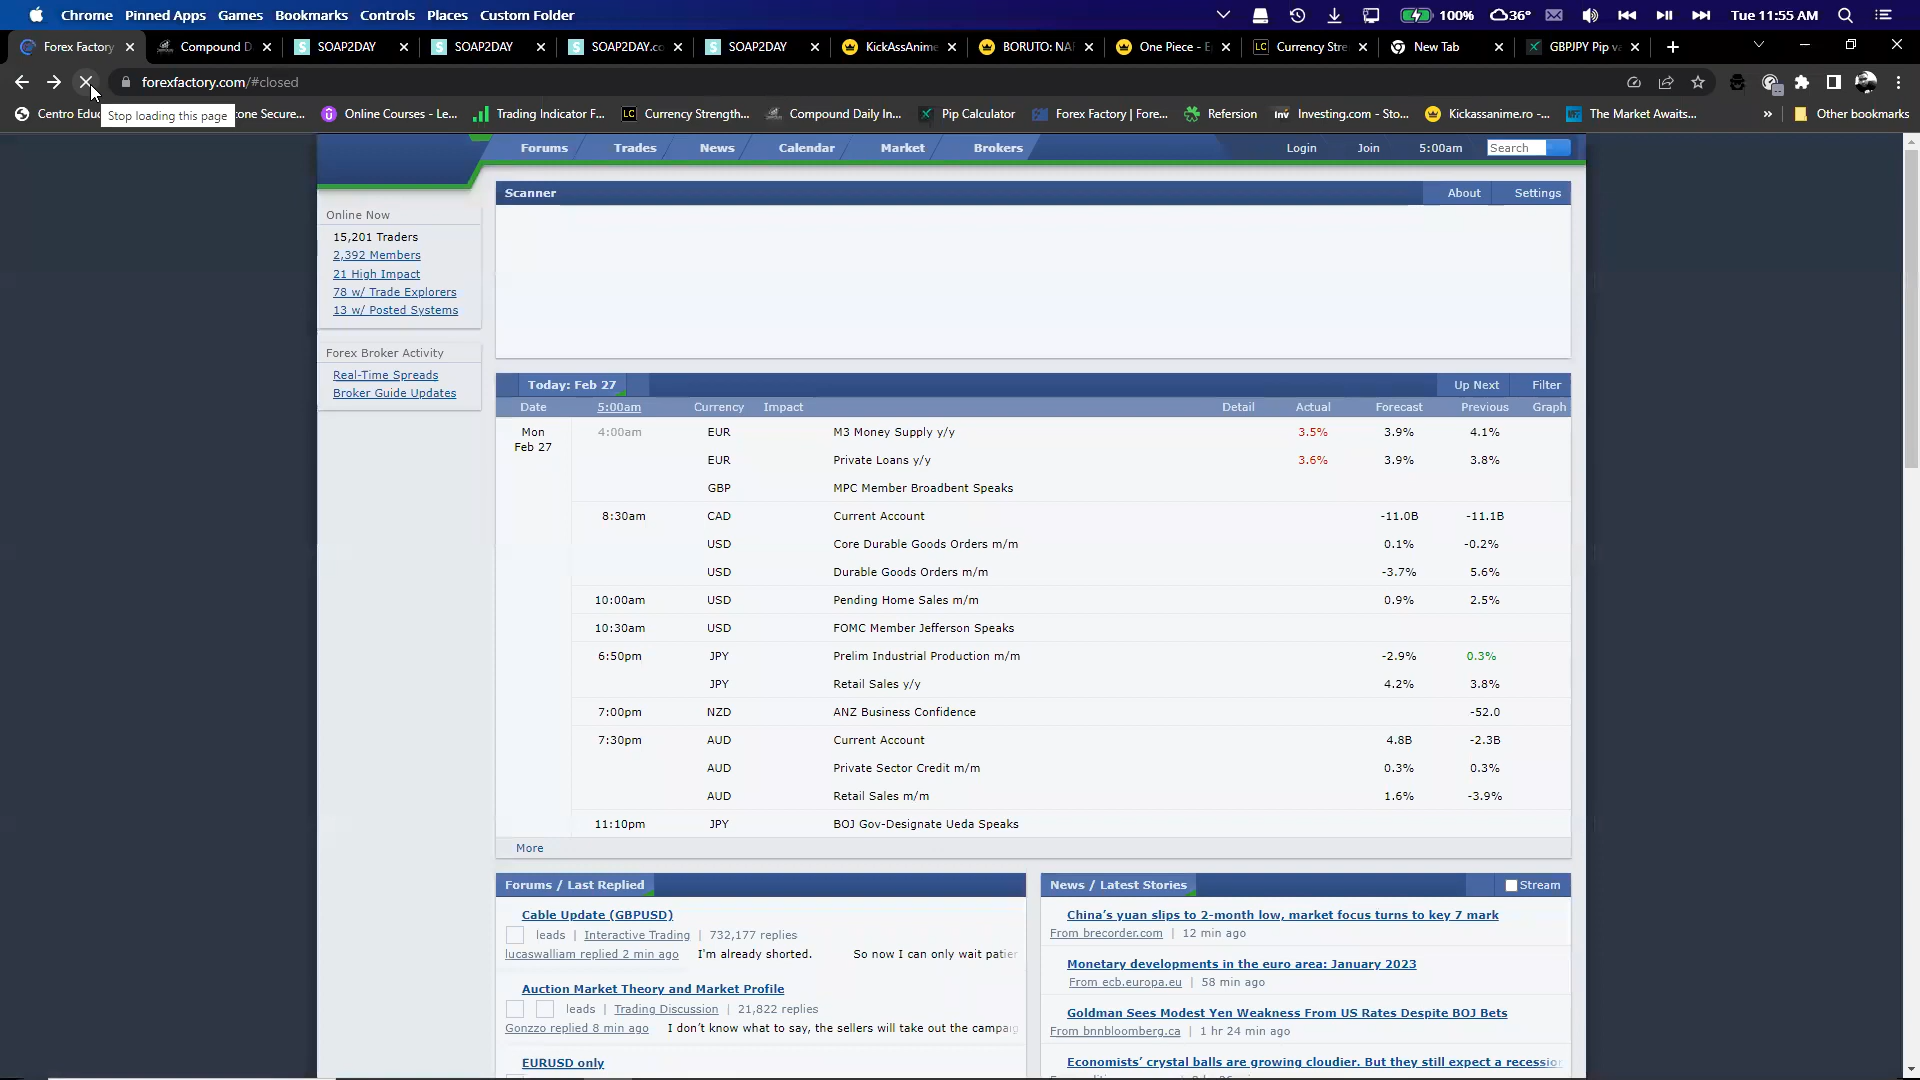 Chrome Pinned Apps Games Bookmarks Controls Places Custom Folder 100% 36° Tue 11:55 AM
Forex Factory Compound D SOAP2DAY SOAP2DAY SOAP2DAY.c SOAP2DAY KickAssAnime BORUTO: NA One Piece - E Currency Stre New Tab GBPJPY Pip v
forexfactory.com/#closed
Centro Edu one Secure... Online Courses - Le... Trading Indicator F... Currency Strength... Compound Daily In... Pip Calculator Forex Factory | Fore... Refersion Investing.com - Sto... Kickassanime.ro -... The Market Awaits... » Other bookmarks
Stop loading this page
Forums Trades News Calendar Market Brokers Login Join 5:00am Search
Scanner About Settings
Online Now
15,201 Traders
2,392 Members
21 High Impact
78 w/ Trade Explorers
13 w/ Posted Systems
Forex Broker Activity
Real-Time Spreads
Broker Guide Updates
Today: Feb 27 Up Next Filter
Date 5:00am Currency Impact Detail Actual Forecast Previous Graph
Mon 4:00am EUR M3 Money Supply y/y 3.5% 3.9% 4.1%
Feb 27
EUR Private Loans y/y 3.6% 3.9% 3.8%
GBP MPC Member Broadbent Speaks
8:30am CAD Current Account -11.0B -11.1B
USD Core Durable Goods Orders m/m 0.1% -0.2%
USD Durable Goods Orders m/m -3.7% 5.6%
10:00am USD Pending Home Sales m/m 0.9% 2.5%
10:30am USD FOMC Member Jefferson Speaks
6:50pm JPY Prelim Industrial Production m/m -2.9% 0.3%
JPY Retail Sales y/y 4.2% 3.8%
7:00pm NZD ANZ Business Confidence -52.0
7:30pm AUD Current Account 4.8B -2.3B
AUD Private Sector Credit m/m 0.3% 0.3%
AUD Retail Sales m/m 1.6% -3.9%
11:10pm JPY BOJ Gov-Designate Ueda Speaks
More
Forums / Last Replied
Cable Update (GBPUSD)
leads | Interactive Trading | 732,177 replies
lucaswalliam replied 2 min ago I'm already shorted. So now I can only wait patier
Auction Market Theory and Market Profile
leads | Trading Discussion | 21,822 replies
Gonzzo replied 8 min ago I don't know what to say, the sellers will take out the campaig
EURUSD only
News / Latest Stories Stream
China's yuan slips to 2-month low, market focus turns to key 7 mark
From brecorder.com | 12 min ago
Monetary developments in the euro area: January 2023
From ecb.europa.eu | 58 min ago
Goldman Sees Modest Yen Weakness From US Rates Despite BOJ Bets
From bnnbloomberg.ca | 1 hr 24 min ago
Economists' crystal balls are growing cloudier. But they still expect a recessio